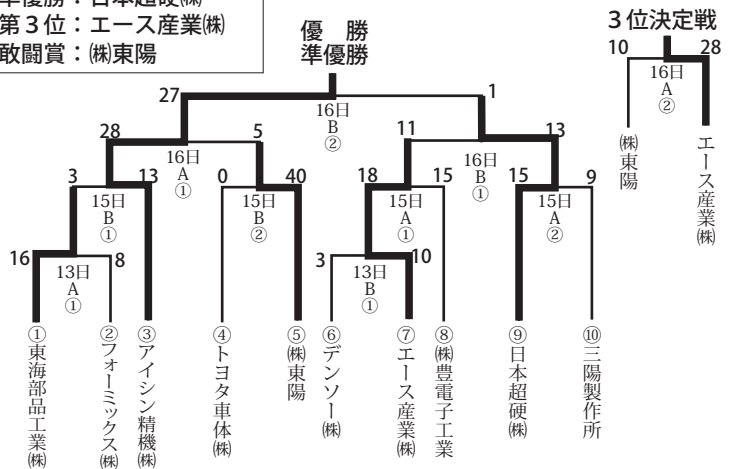 準優勝：日本超硬㈱
第３位：エース産業㈱
敢闘賞：㈱東陽
優　勝
準優勝
３位決定戦
10
28
16日
A
②
㈱東陽
エース産業㈱
27
1
16日
B
②
28
5
11
13
16日
A
①
16日
B
①
3
13
0
40
18
15
15
9
15日
B
①
15日
B
②
15日
A
①
15日
A
②
16
8
3
10
13日
A
①
13日
B
①
①東海部品工業㈱
②フォーミックス㈱
③アイシン精機㈱
④トヨタ車体㈱
⑤㈱東陽
⑥デンソー㈱
⑦エース産業㈱
⑧㈱豊電子工業
⑨日本超硬㈱
⑩三陽製作所